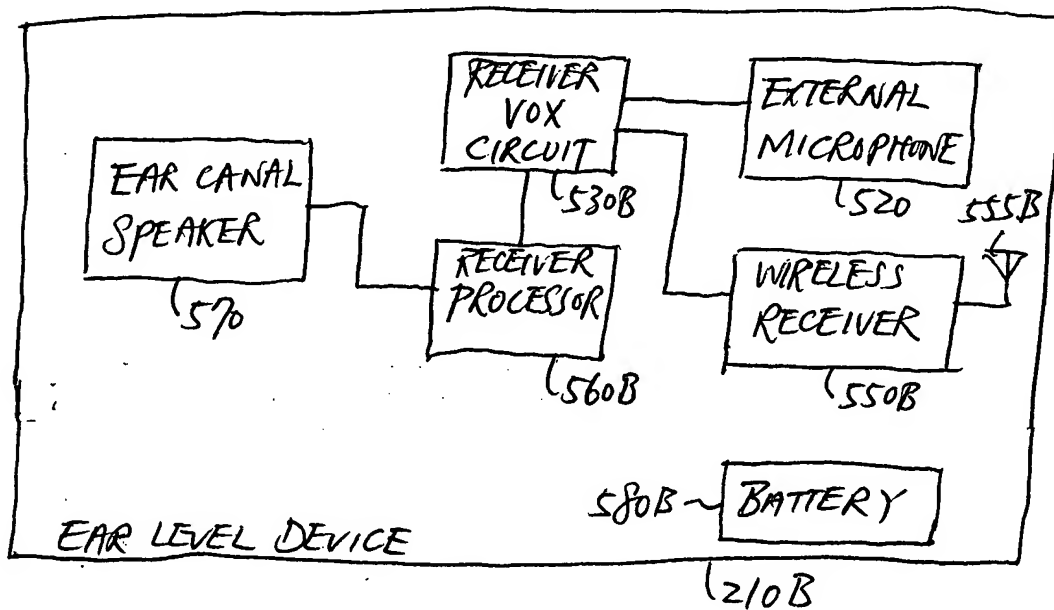 RECEIVER
VOX
CIRCUIT
530B
EXTERNAL
MICROPHONE
520
555B
EAR CANAL
SPEAKER
570
RECEIVER
PROCESSOR
560B
WIRELESS
RECEIVER
550B
580B
BATTERY
EAR LEVEL DEVICE
210B